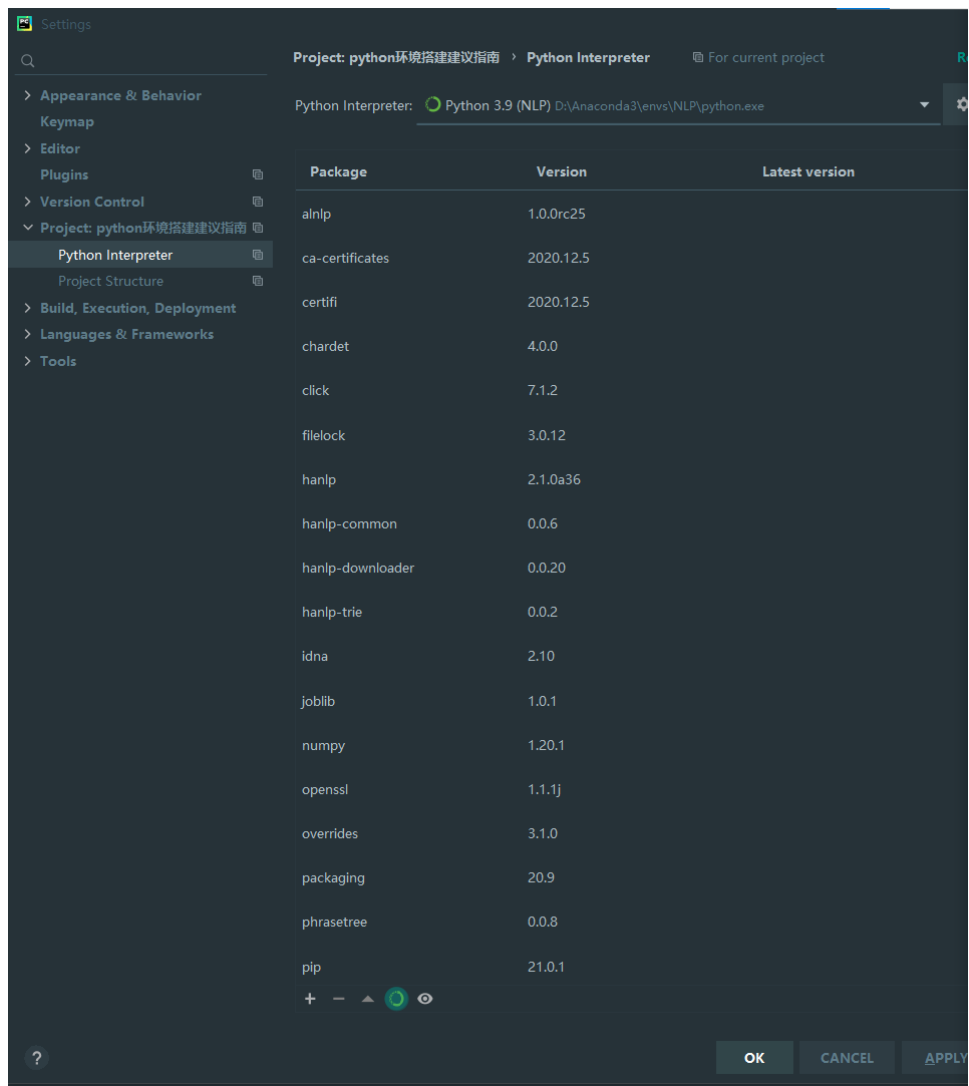 Settings
Project: python环境搭建建议指南 › Python Interpreter For current project
Python Interpreter: Python 3.9 (NLP) D:\Anaconda3\envs\NLP\python.exe
Appearance & Behavior
Keymap
Editor
Plugins
Version Control
Project: python环境搭建建议指南
Python Interpreter
Project Structure
Build, Execution, Deployment
Languages & Frameworks
Tools
Package Version Latest version
alnlp 1.0.0rc25
ca-certificates 2020.12.5
certifi 2020.12.5
chardet 4.0.0
click 7.1.2
filelock 3.0.12
hanlp 2.1.0a36
hanlp-common 0.0.6
hanlp-downloader 0.0.20
hanlp-trie 0.0.2
idna 2.10
joblib 1.0.1
numpy 1.20.1
openssl 1.1.1j
overrides 3.1.0
packaging 20.9
phrasetree 0.0.8
pip 21.0.1
? OK CANCEL APPLY